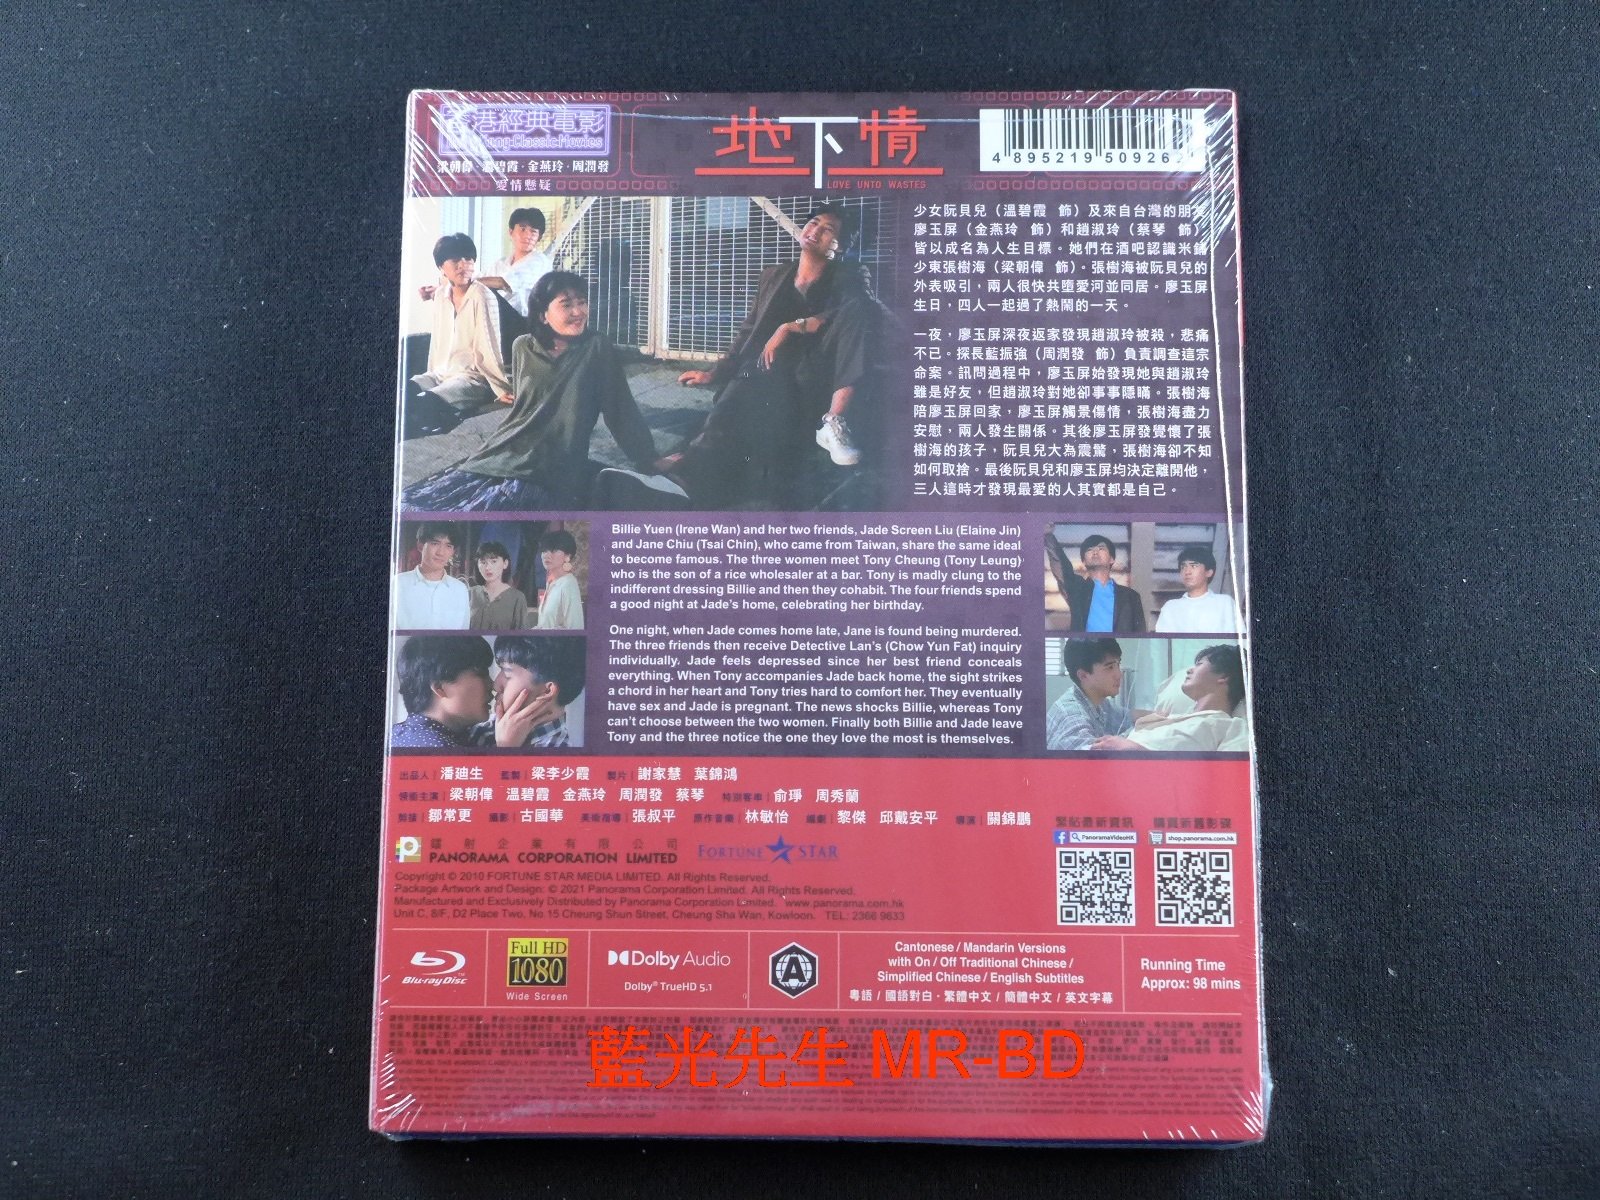 香港經典電影
Hong Kong Classic Movies
梁朝偉·溫碧霞·金燕玲·周潤發
愛情懸疑
地下情
LOVE UNTO WASTES
4 895219 50926
少女阮貝兒（溫碧霞 飾）及來自台灣的朋友
廖玉屏（金燕玲 飾）和趙淑玲（蔡琴 飾）
皆以成名為人生目標。她們在酒吧認識米鋪
少東張樹海（梁朝偉 飾）。張樹海被阮貝兒的
外表吸引，兩人很快共墮愛河並同居。廖玉屏
生日，四人一起過了熱鬧的一天。
一夜，廖玉屏深夜返家發現趙淑玲被殺，悲痛
不已。探長藍振強（周潤發 飾）負責調查這宗
命案。訊問過程中，廖玉屏始發現她與趙淑玲
雖是好友，但趙淑玲對她卻事事隱瞞。張樹海
陪廖玉屏回家，廖玉屏觸景傷情，張樹海盡力
安慰，兩人發生關係。其後廖玉屏發覺懷了張
樹海的孩子，阮貝兒大為震驚，張樹海卻不知
如何取捨。最後阮貝兒和廖玉屏均決定離開他，
三人這時才發現最愛的人其實都是自己。
Billie Yuen (Irene Wan) and her two friends, Jade Screen Liu (Elaine Jin)
and Jane Chiu (Tsai Chin), who came from Taiwan, share the same ideal
to become famous. The three women meet Tony Cheung (Tony Leung)
who is the son of a rice wholesaler at a bar. Tony is madly clung to the
indifferent dressing Billie and then they cohabit. The four friends spend
a good night at Jade's home, celebrating her birthday.
One night, when Jade comes home late, Jane is found being murdered.
The three friends then receive Detective Lan's (Chow Yun Fat) inquiry
individually. Jade feels depressed since her best friend conceals
everything. When Tony accompanies Jade back home, the sight strikes
a chord in her heart and Tony tries hard to comfort her. They eventually
have sex and Jade is pregnant. The news shocks Billie, whereas Tony
can't choose between the two women. Finally both Billie and Jade leave
Tony and the three notice the one they love the most is themselves.
出品人｜潘廸生 監製｜梁李少霞 製片｜謝家慧 葉錦鴻
領銜主演｜梁朝偉 溫碧霞 金燕玲 周潤發 蔡琴 特別客串｜俞琤 周秀蘭
剪接｜鄒常更 攝影｜古國華 美術指導｜張叔平 原作音樂｜林敏怡 編劇｜黎傑 邱戴安平 導演｜關錦鵬
鐳射企業有限公司
PANORAMA CORPORATION LIMITED
FORTUNE STAR
緊貼最新資訊
PanoramaVideoHK
購買新舊影碟
shop.panorama.com.hk
Copyright © 2010 FORTUNE STAR MEDIA LIMITED. All Rights Reserved.
Package Artwork and Design: © 2021 Panorama Corporation Limited. All Rights Reserved.
Manufactured and Exclusively Distributed by Panorama Corporation Limited. www.panorama.com.hk
Unit C, 8/F, D2 Place Two, No.15 Cheung Shun Street, Cheung Sha Wan, Kowloon. TEL: 2366 9633
Blu-ray Disc
Full HD
1080
Wide Screen
Dolby Audio
Dolby® TrueHD 5.1
A
Cantonese / Mandarin Versions
with On / Off Traditional Chinese /
Simplified Chinese / English Subtitles
粵語 / 國語對白·繁體中文 / 簡體中文 / 英文字幕
Running Time
Approx: 98 mins
藍光先生 MR-BD